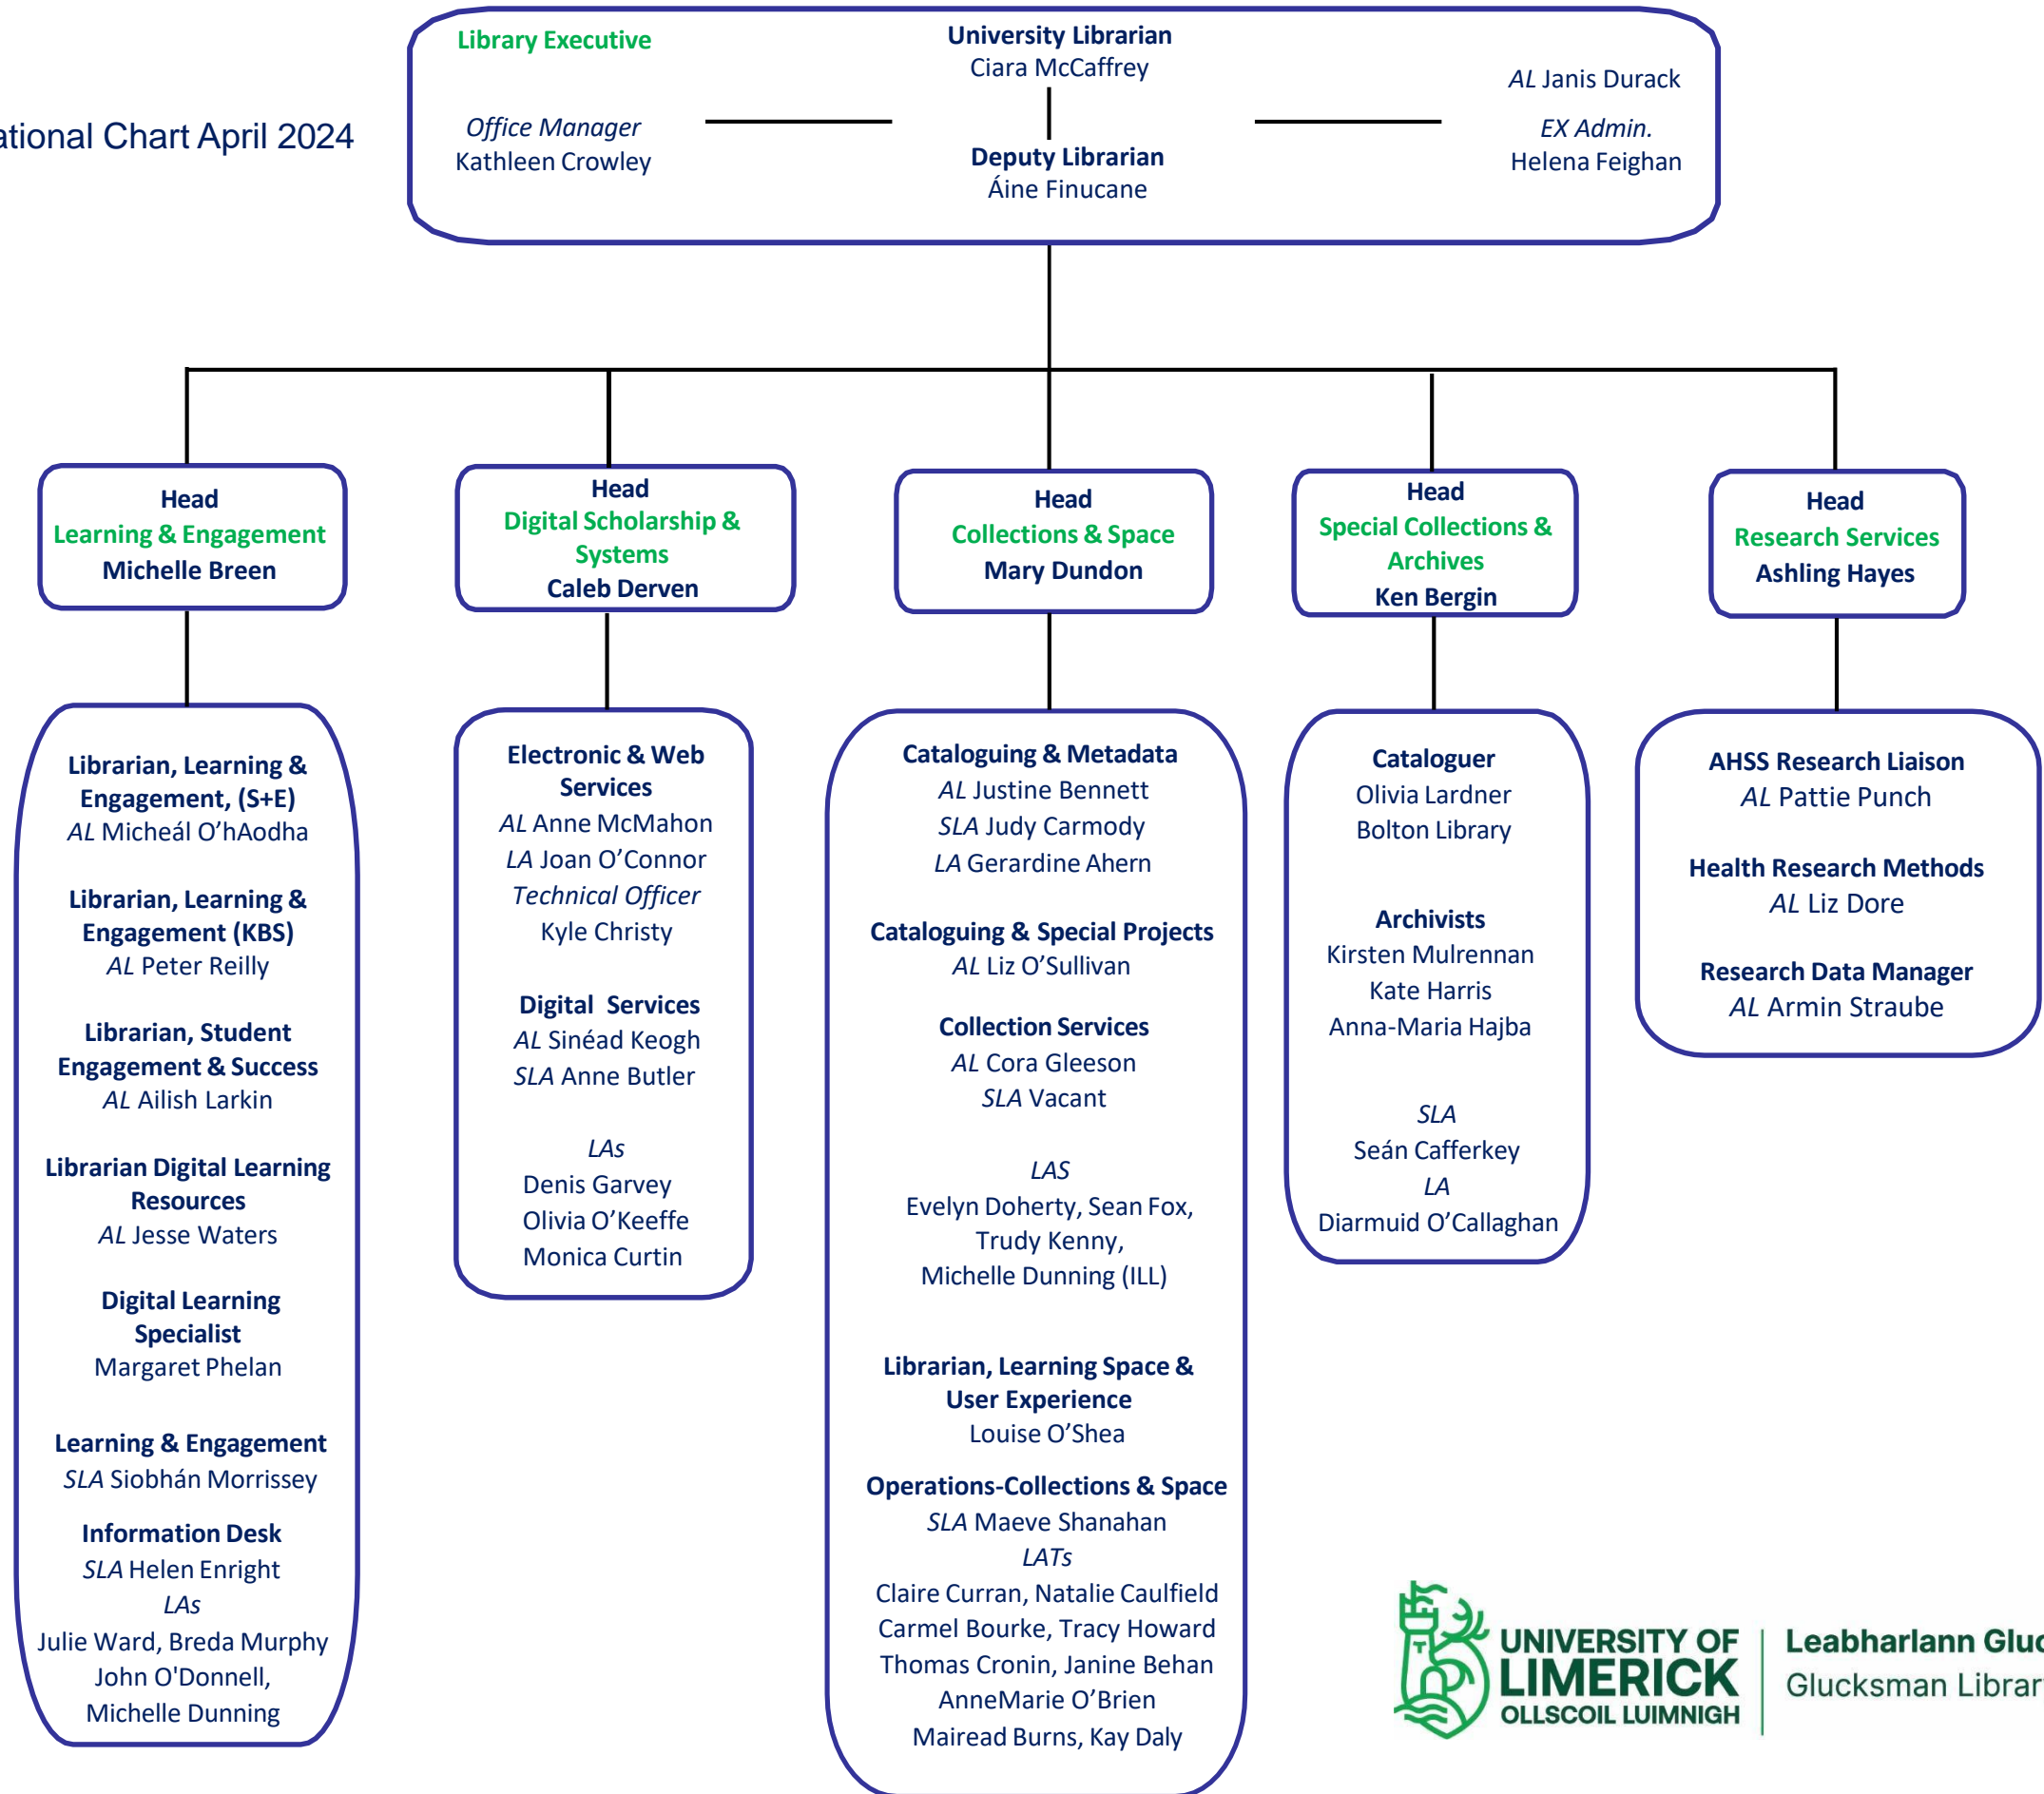 ational Chart April 2024
Library Executive
University Librarian
Ciara McCaffrey
Office Manager
Kathleen Crowley
Deputy Librarian
Áine Finucane
AL Janis Durack
EX Admin.
Helena Feighan
Head
Learning & Engagement
Michelle Breen
Head
Digital Scholarship &
Systems
Caleb Derven
Head
Collections & Space
Mary Dundon
Head
Special Collections &
Archives
Ken Bergin
Head
Research Services
Ashling Hayes
Librarian, Learning &
Engagement, (S+E)
AL Micheál O’hAodha
Librarian, Learning &
Engagement (KBS)
AL Peter Reilly
Librarian, Student
Engagement & Success
AL Ailish Larkin
Librarian Digital Learning
Resources
AL Jesse Waters
Digital Learning
Specialist
Margaret Phelan
Learning & Engagement
SLA Siobhán Morrissey
Information Desk
SLA Helen Enright
LAs
Julie Ward, Breda Murphy
John O'Donnell,
Michelle Dunning
Electronic & Web
Services
AL Anne McMahon
LA Joan O’Connor
Technical Officer
Kyle Christy
Digital Services
AL Sinéad Keogh
SLA Anne Butler
LAs
Denis Garvey
Olivia O’Keeffe
Monica Curtin
Cataloguing & Metadata
AL Justine Bennett
SLA Judy Carmody
LA Gerardine Ahern
Cataloguing & Special Projects
AL Liz O’Sullivan
Collection Services
AL Cora Gleeson
SLA Vacant
LAS
Evelyn Doherty, Sean Fox,
Trudy Kenny,
Michelle Dunning (ILL)
Librarian, Learning Space &
User Experience
Louise O’Shea
Operations-Collections & Space
SLA Maeve Shanahan
LATs
Claire Curran, Natalie Caulfield
Carmel Bourke, Tracy Howard
Thomas Cronin, Janine Behan
AnneMarie O’Brien
Mairead Burns, Kay Daly
Cataloguer
Olivia Lardner
Bolton Library
Archivists
Kirsten Mulrennan
Kate Harris
Anna-Maria Hajba
SLA
Seán Cafferkey
LA
Diarmuid O’Callaghan
AHSS Research Liaison
AL Pattie Punch
Health Research Methods
AL Liz Dore
Research Data Manager
AL Armin Straube
UNIVERSITY OF
LIMERICK
OLLSCOIL LUIMNIGH
Leabharlann Gluc
Glucksman Librar